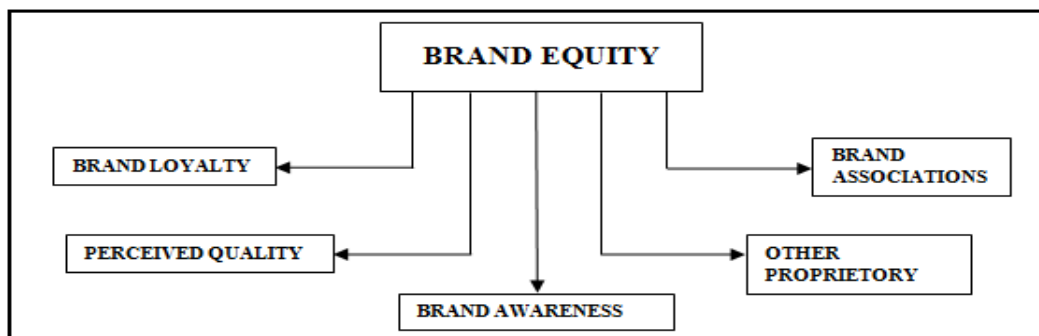 BRAND EQUITY
BRAND LOYALTY
BRAND
ASSOCIATIONS
PERCEIVED QUALITY
OTHER
PROPRIETORY
BRAND AWARENESS